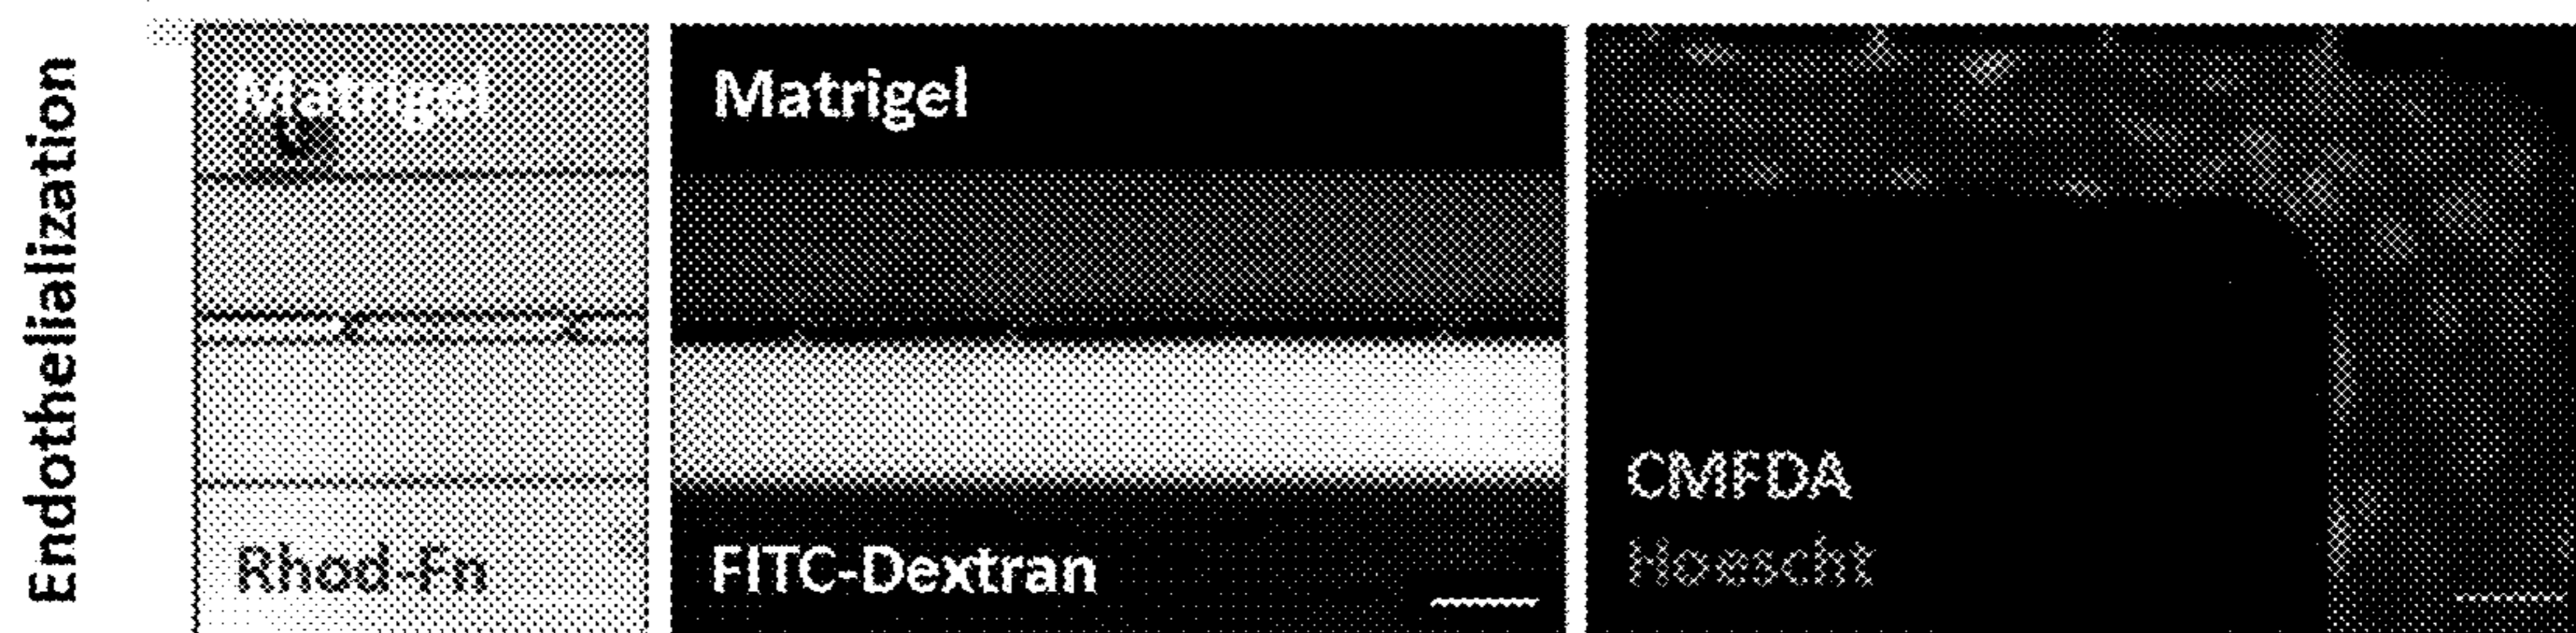 Endothelialization
Matrigel
Rhod-Fn
Matrigel
FITC-Dextran
CMFDA
Hoescht